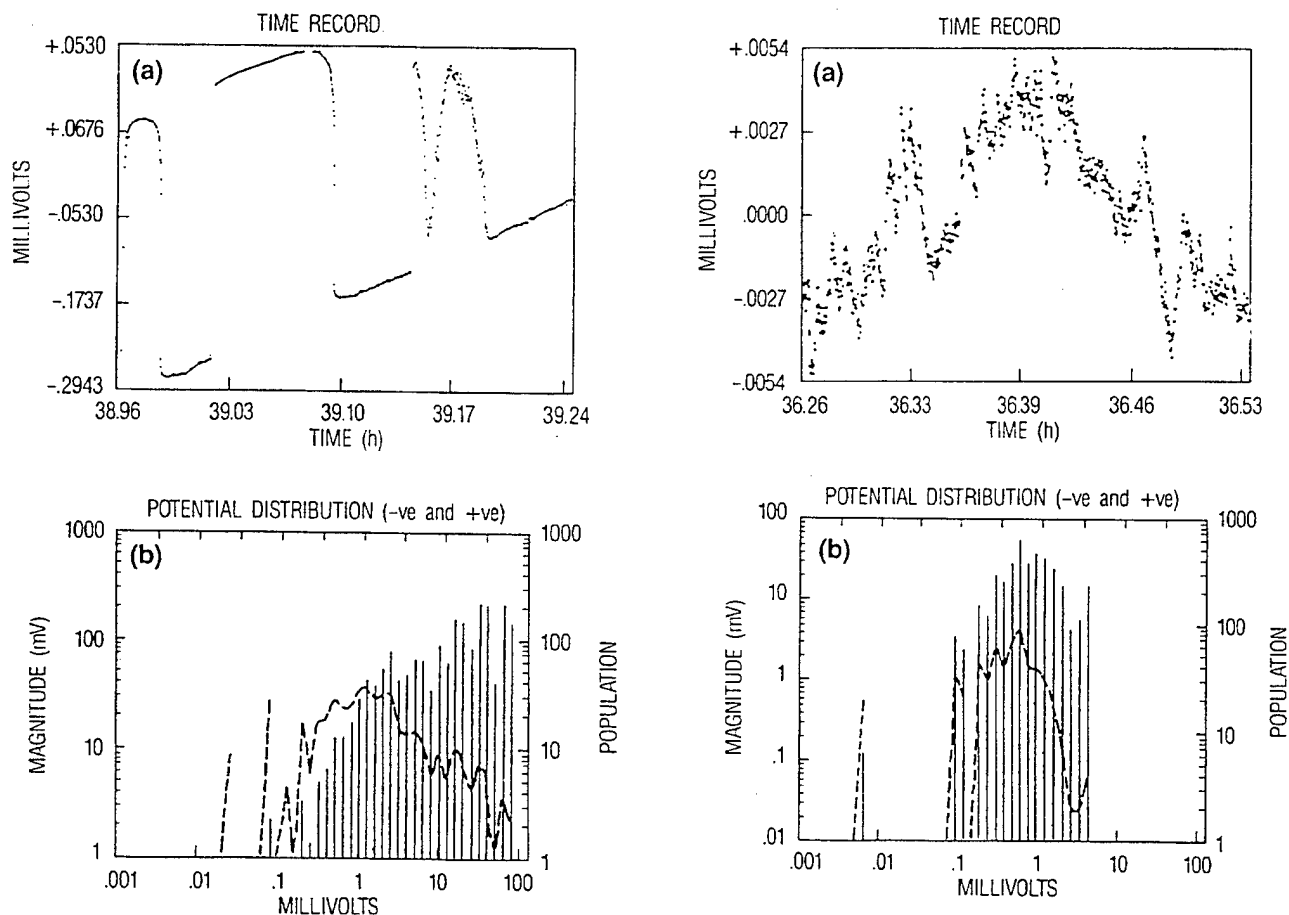 TIME RECORD
(a)
MILLIVOLTS
+.0530
+.0676
-.0530
-.1737
-.2943
38.96
39.03
39.10
39.17
39.24
TIME (h)
TIME RECORD
(a)
MILLIVOLTS
+.0054
+.0027
.0000
-.0027
-.0054
36.26
36.33
36.39
36.46
36.53
TIME (h)
POTENTIAL DISTRIBUTION (-ve and +ve)
(b)
MAGNITUDE (mV)
1000
100
10
1
POPULATION
1000
100
10
1
.001
.01
.1
1
10
100
MILLIVOLTS
POTENTIAL DISTRIBUTION (-ve and +ve)
(b)
MAGNITUDE (mV)
100
10
1
.1
.01
POPULATION
1000
100
10
1
.001
.01
.1
1
10
100
MILLIVOLTS